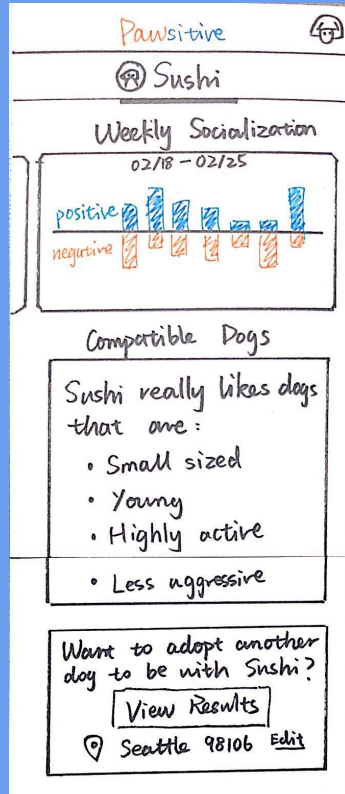 Pawsitive
Sushi
Weekly Socialization
02/18 – 02/25
positive
negative
Compatible Dogs
Sushi really likes dogs
that are:
• Small sized
• Young
• Highly active
• Less aggressive
Want to adopt another
dog to be with Sushi?
View Results
Seattle 98106 Edit